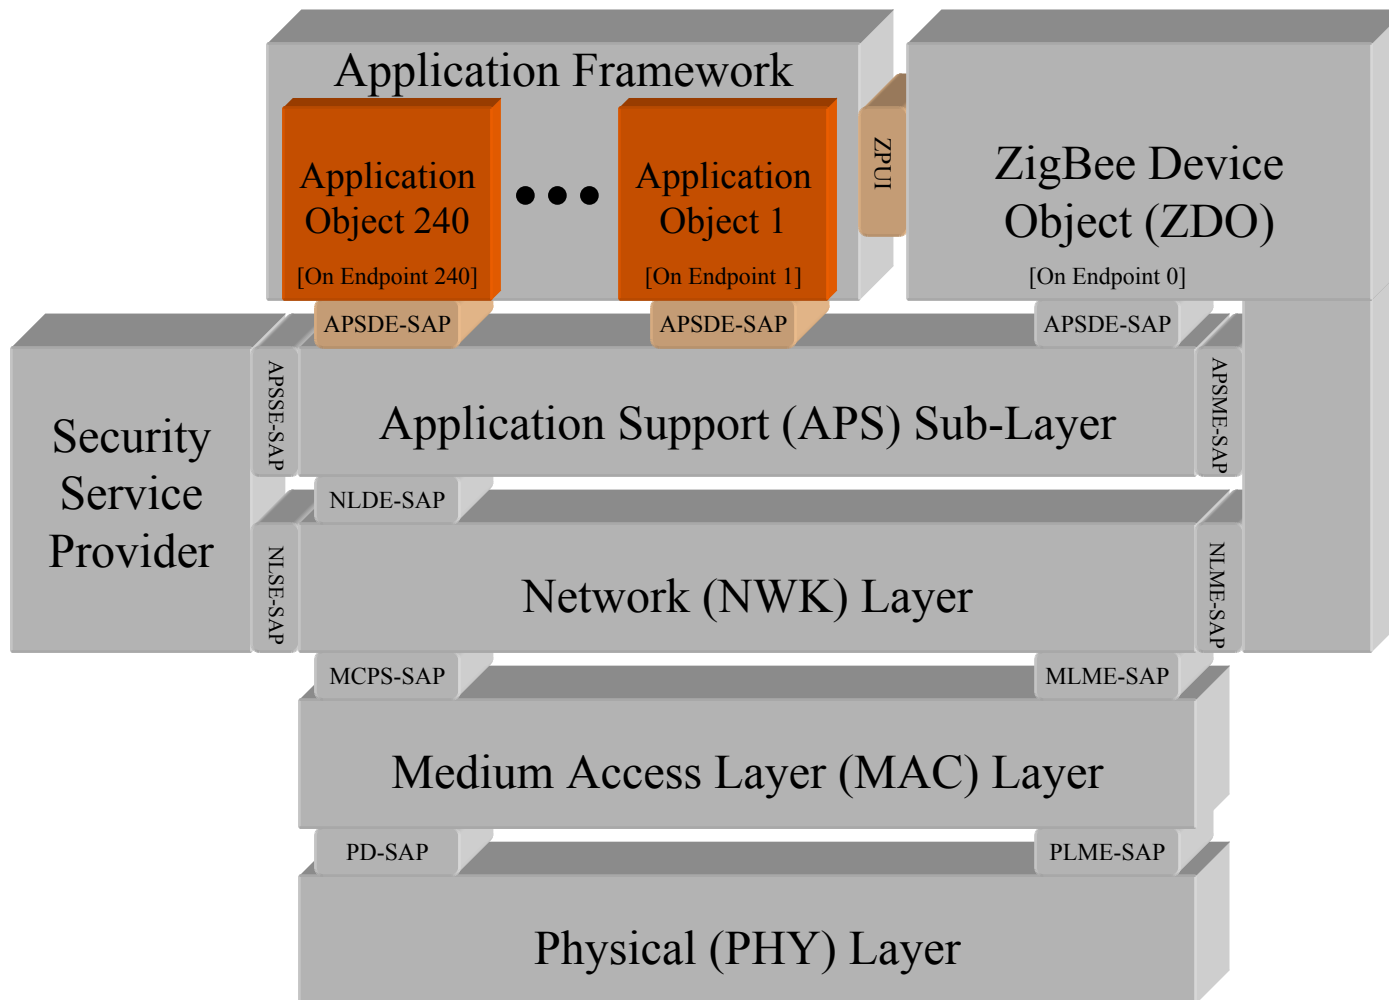 Application Framework
Application
Object 240
[On Endpoint 240]
Application
Object 1
[On Endpoint 1]
ZPUI
ZigBee Device
Object (ZDO)
[On Endpoint 0]
APSDE-SAP
APSDE-SAP
APSDE-SAP
Security
Service
Provider
APSSE-SAP
Application Support (APS) Sub-Layer
APSME-SAP
NLDE-SAP
NLSE-SAP
Network (NWK) Layer
NLME-SAP
MCPS-SAP
MLME-SAP
Medium Access Layer (MAC) Layer
PD-SAP
PLME-SAP
Physical (PHY) Layer